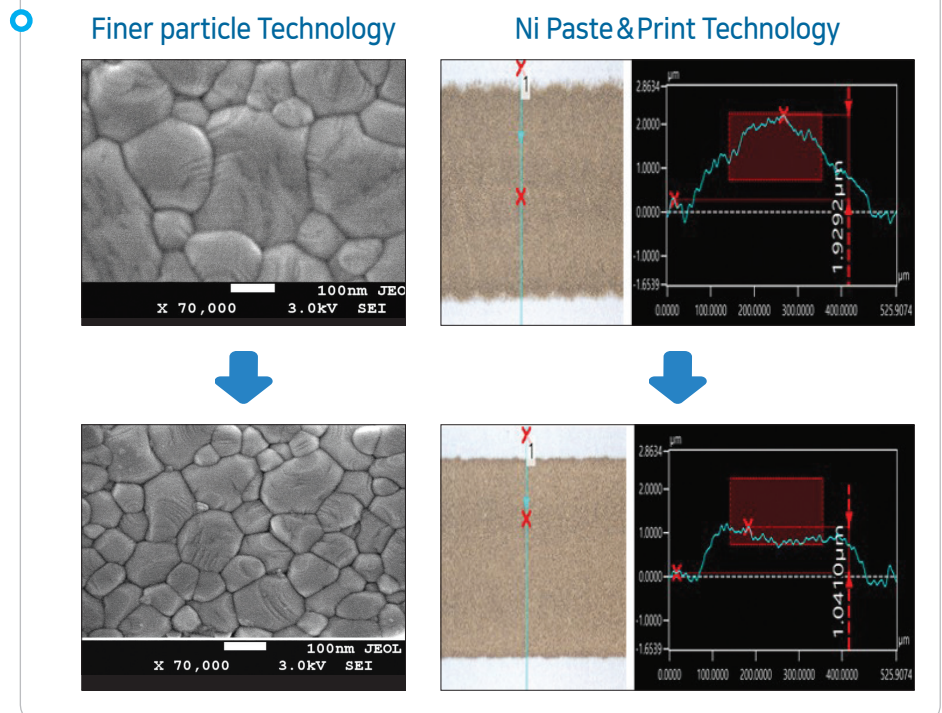 Finer particle Technology
Ni Paste & Print Technology
100nm JEO
X 70,000 3.0kV SEI
Y
1
X
µm
2.8634
2.0000
1.0000
0.0000
-1.0000
-1.6539
X
X
1.9292µm
µm
0.0000 100.0000 200.0000 300.0000 400.0000 525.9074
100nm JEOL
X 70,000 3.0kV SEI
Y
1
X
µm
2.8634
2.0000
1.0000
0.0000
-1.0000
-1.6539
X
X
1.0410µm
µm
0.0000 100.0000 200.0000 300.0000 400.0000 525.9074